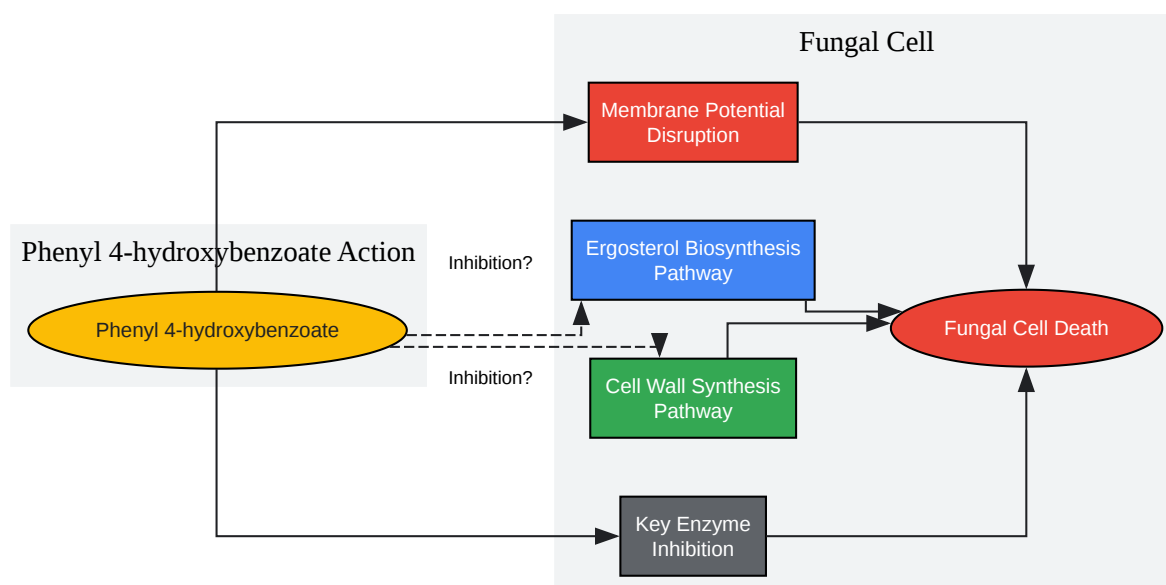 Fungal Cell
Membrane Potential
Disruption
Phenyl 4-hydroxybenzoate Action
Inhibition?
Ergosterol Biosynthesis
Pathway
Phenyl 4-hydroxybenzoate
Fungal Cell Death
Inhibition?
Cell Wall Synthesis
Pathway
Key Enzyme
Inhibition